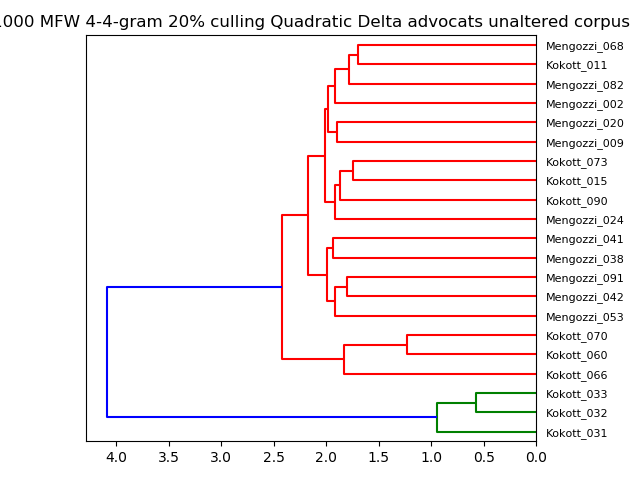 .000 MFW 4-4-gram 20% culling Quadratic Delta advocats unaltered corpus
Mengozzi_068
Kokott_011
Mengozzi_082
Mengozzi_002
Mengozzi_020
Mengozzi_009
Kokott_073
Kokott_015
Kokott_090
Mengozzi_024
Mengozzi_041
Mengozzi_038
Mengozzi_091
Mengozzi_042
Mengozzi_053
Kokott_070
Kokott_060
Kokott_066
Kokott_033
Kokott_032
Kokott_031
4.0 3.5 3.0 2.5 2.0 1.5 1.0 0.5 0.0